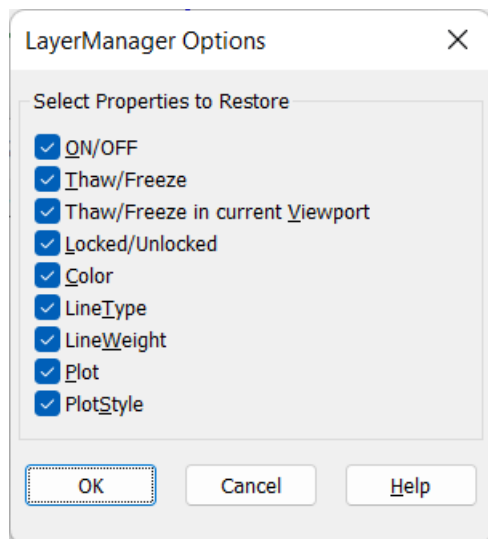 LayerManager Options
Select Properties to Restore
ON/OFF
Thaw/Freeze
Thaw/Freeze in current Viewport
Locked/Unlocked
Color
LineType
LineWeight
Plot
PlotStyle
OK Cancel Help